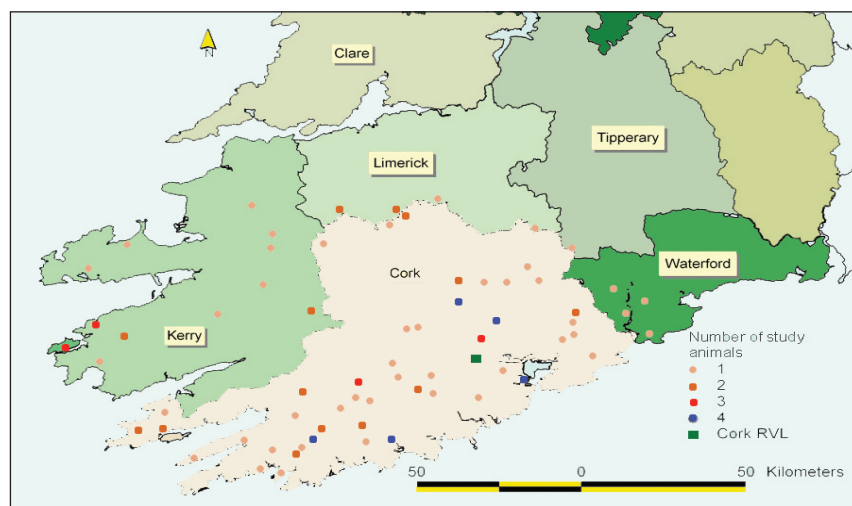 N
Clare
Limerick
Tipperary
Cork
Waterford
Kerry
Number of study
animals
1
2
3
4
Cork RVL
50 0 50 Kilometers